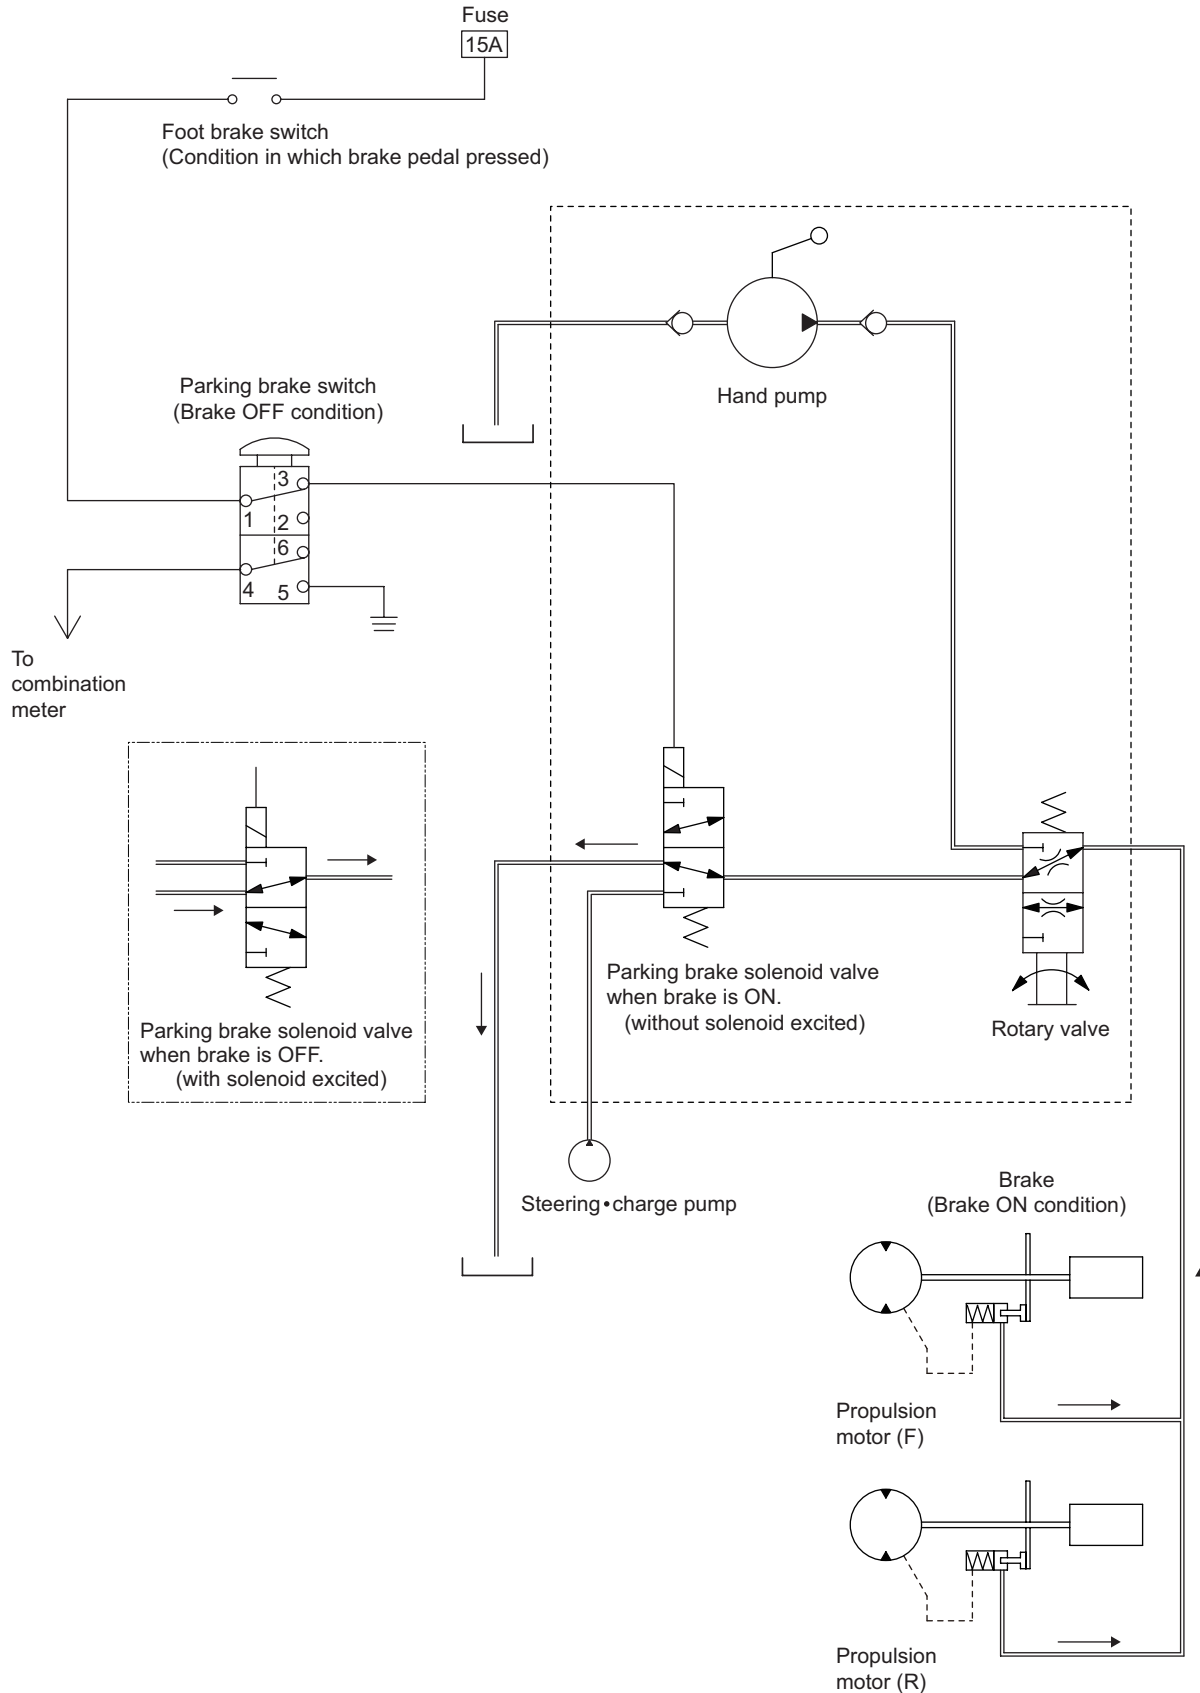 Fuse
15A
Foot brake switch
(Condition in which brake pedal pressed)
Hand pump
Parking brake switch
(Brake OFF condition)
3
1
2
6
4
5
To
combination
meter
Parking brake solenoid valve
when brake is OFF.
(with solenoid excited)
Parking brake solenoid valve
when brake is ON.
(without solenoid excited)
Rotary valve
Steering•charge pump
Brake
(Brake ON condition)
Propulsion
motor (F)
Propulsion
motor (R)